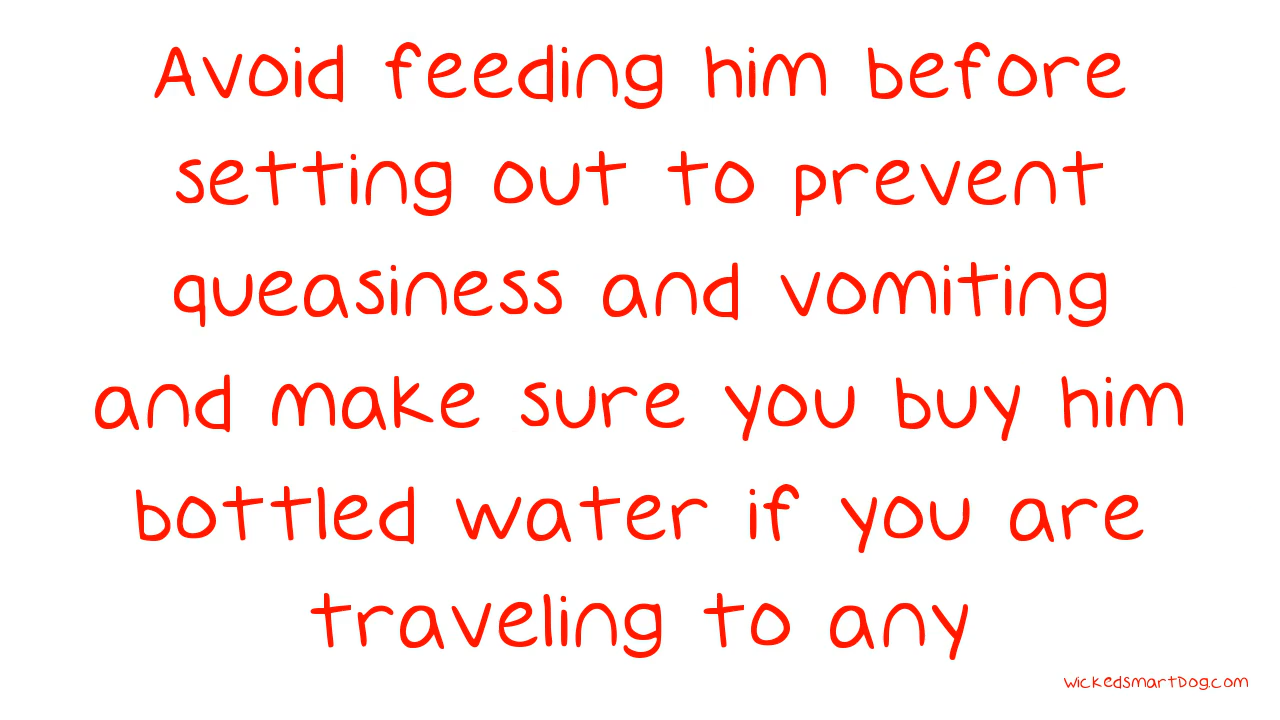 Avoid feeding him before
setting out to prevent
queasiness and vomiting
and make sure you buy him
bottled water if you are
traveling to any
wickedsmartDog.com